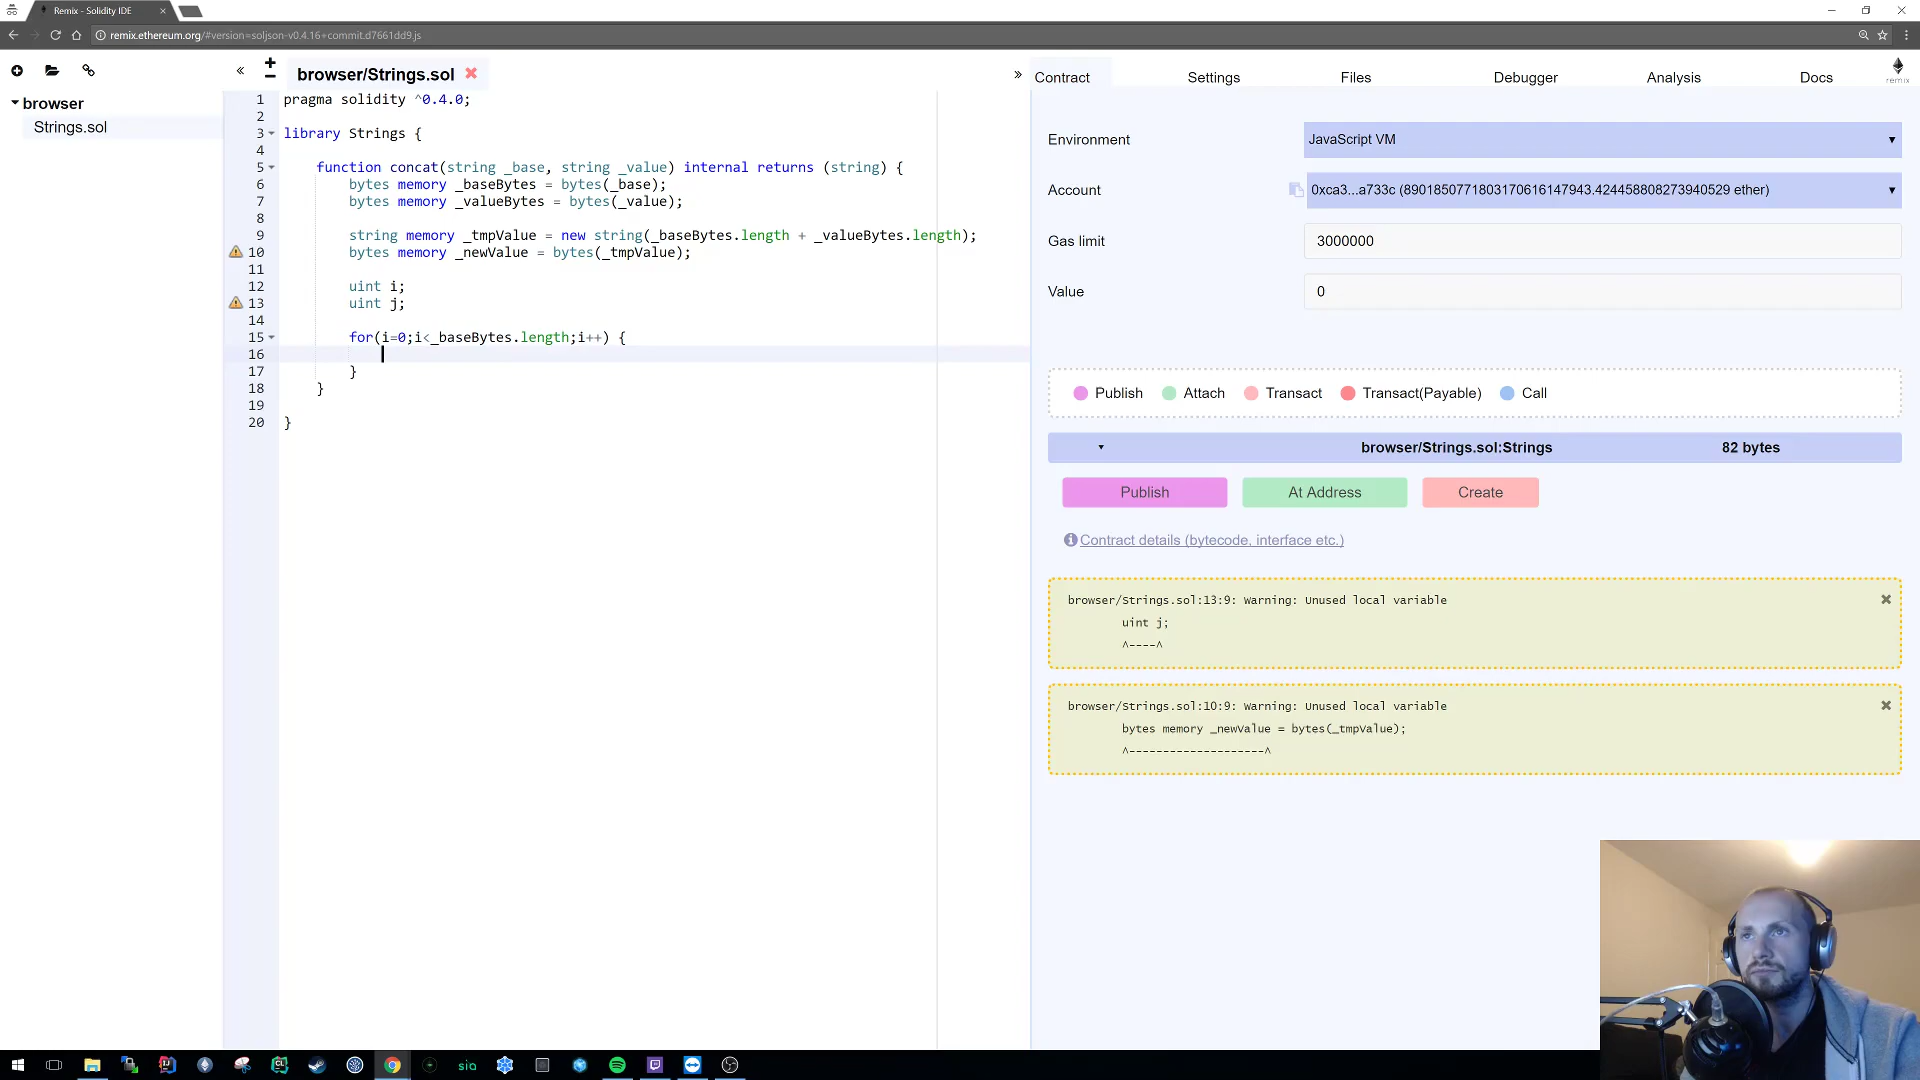 Remix - Solidity IDE
remix.ethereum.org/#version=soljson-v0.4.16+commit.d7661dd9.js
browser/Strings.sol
Contract
Settings
Files
Debugger
Analysis
Docs
remix
browser
Strings.sol
1 pragma solidity ^0.4.0;
2
3 library Strings {
4
5 function concat(string _base, string _value) internal returns (string) {
6 bytes memory _baseBytes = bytes(_base);
7 bytes memory _valueBytes = bytes(_value);
8
9 string memory _tmpValue = new string(_baseBytes.length + _valueBytes.length);
10 bytes memory _newValue = bytes(_tmpValue);
11
12 uint i;
13 uint j;
14
15 for(i=0;i<_baseBytes.length;i++) {
16
17 }
18 }
19
20 }
Environment
JavaScript VM
Account
0xca3...a733c (8901850771803170616147943.424458808273940529 ether)
Gas limit
3000000
Value
0
Publish
Attach
Transact
Transact(Payable)
Call
browser/Strings.sol:Strings
82 bytes
Publish
At Address
Create
Contract details (bytecode, interface etc.)
browser/Strings.sol:13:9: Warning: Unused local variable
uint j;
^----^
browser/Strings.sol:10:9: Warning: Unused local variable
bytes memory _newValue = bytes(_tmpValue);
^--------------------^
sia